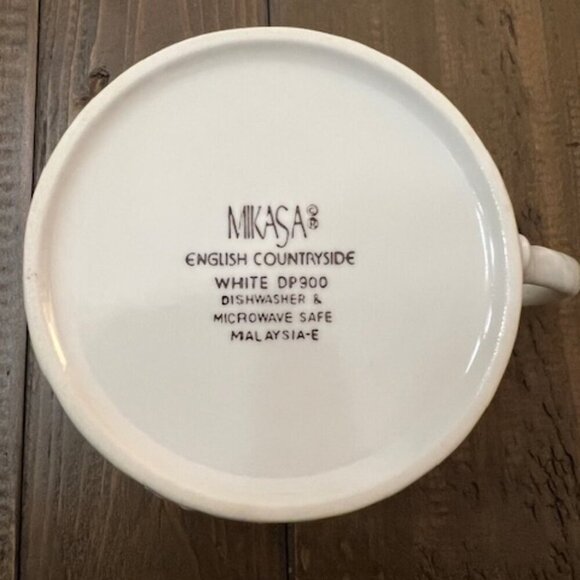 MIKASA©®
ENGLISH COUNTRYSIDE
WHITE DP900
DISHWASHER &
MICROWAVE SAFE
MALAYSIA-E